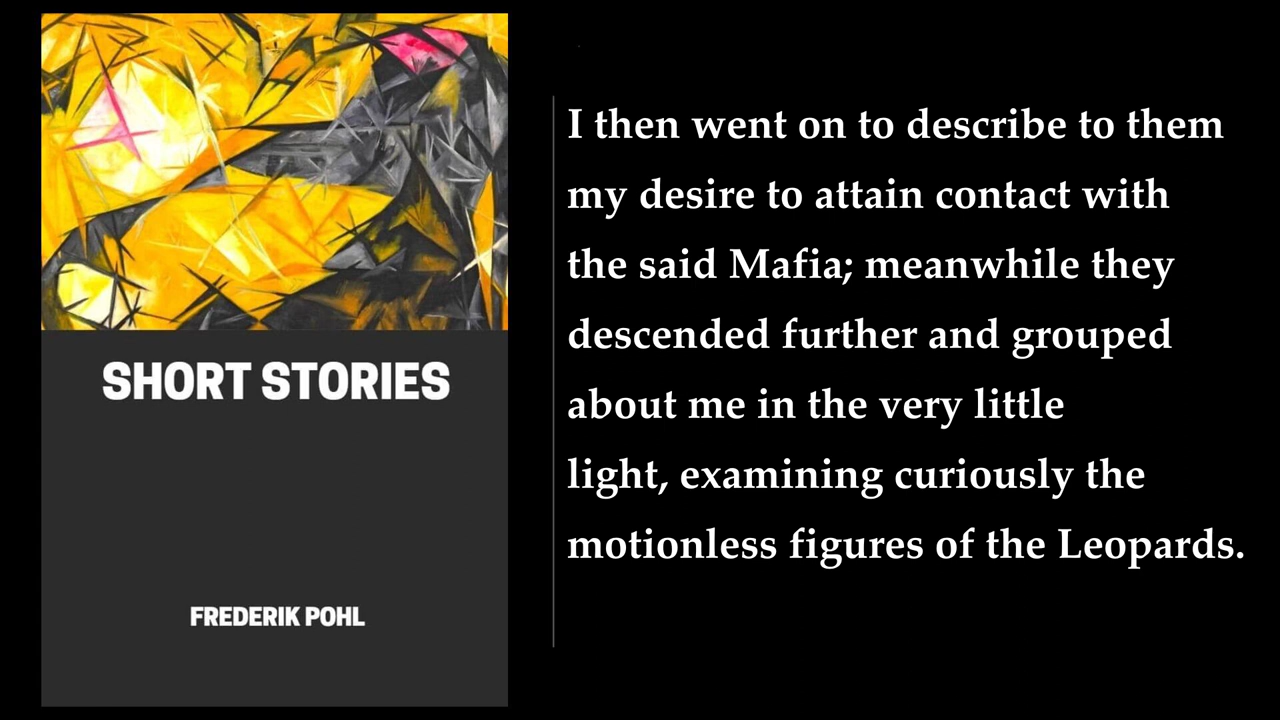 SHORT STORIES
FREDERIK POHL
I then went on to describe to them
my desire to attain contact with
the said Mafia; meanwhile they
descended further and grouped
about me in the very little
light, examining curiously the
motionless figures of the Leopards.